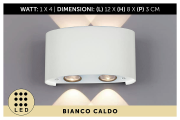 WATT: 1 X 4 | DIMENSIONI: (L) 12 X (H) 8 X (P) 3 CM
LED
BIANCO CALDO